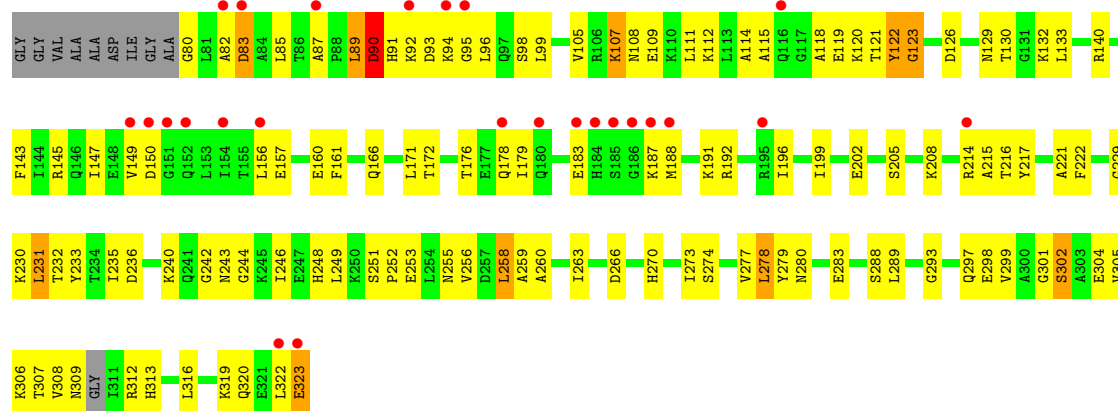 GLY GLY VAL ALA ALA ASP ILE GLY ALA G80 L81 A82 D83 A84 L85 T86 A87 P88 L89 D90 H91 K92 D93 K94 G95 L96 Q97 S98 L99 V105 R106 K107 N108 E109 K110 L111 K112 L113 A114 A115 Q116 G117 A118 E119 K120 T121 Y122 G123 D126 N129 T130 G131 K132 L133 R140
F143 I144 R145 Q146 I147 E148 V149 D150 G151 Q152 L153 I154 T155 L156 E157 E160 F161 Q166 L171 T172 T176 E177 Q178 I179 Q180 E183 H184 S185 G186 K187 M188 K191 R192 R195 I196 I199 E202 S205 K208 R214 A215 T216 Y217 A221 F222
K230 L231 T232 Y233 T234 I235 D236 K240 Q241 G242 N243 G244 K245 I246 E247 H248 L249 K250 S251 P252 E253 L254 N255 V256 D257 L258 A259 A260 I263 D266 H270 I273 S274 V277 L278 Y279 N280 E283 S288 L289 G293 Q297 E298 V299 A300 G301 S302 A303 E304
K306 T307 V308 N309 GLY I311 R312 H313 L316 K319 Q320 E321 L322 E323